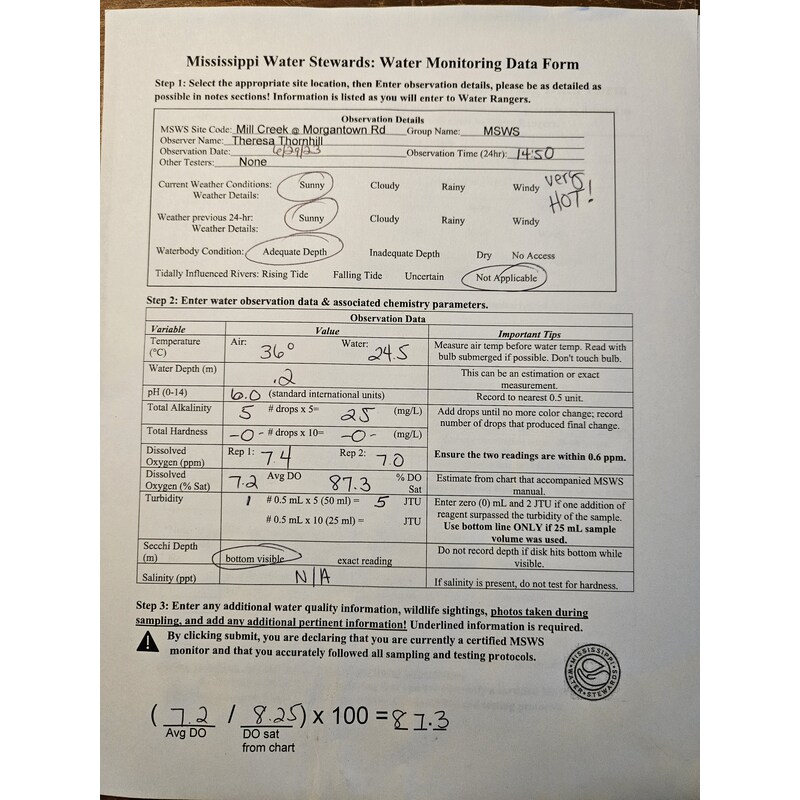 Mississippi Water Stewards: Water Monitoring Data Form
Step 1: Select the appropriate site location, then Enter observation details, please be as detailed as
possible in notes sections! Information is listed as you will enter to Water Rangers.
Observation Details
MSWS Site Code: Mill Creek @ Morgantown Rd Group Name: MSWS
Observer Name: Theresa Thornhill
Observation Date: 6/29/23 Observation Time (24hr): 14:50
Other Testers: None
Current Weather Conditions: Sunny Cloudy Rainy Windy very
Weather Details: HOT!
Weather previous 24-hr: Sunny Cloudy Rainy Windy
Weather Details:
Waterbody Condition: Adequate Depth Inadequate Depth Dry No Access
Tidally Influenced Rivers: Rising Tide Falling Tide Uncertain Not Applicable
Step 2: Enter water observation data & associated chemistry parameters.
Observation Data
Variable Value Important Tips
Temperature (°C) Air: 36° Water: 24.5 Measure air temp before water temp. Read with
bulb submerged if possible. Don't touch bulb.
Water Depth (m) .2 This can be an estimation or exact
measurement.
pH (0-14) 6.0 (standard international units) Record to nearest 0.5 unit.
Total Alkalinity 5 # drops x 5= 25 (mg/L) Add drops until no more color change; record
number of drops that produced final change.
Total Hardness -0- # drops x 10= -0- (mg/L)
Dissolved Oxygen (ppm) Rep 1: 7.4 Rep 2: 7.0 Ensure the two readings are within 0.6 ppm.
Dissolved Oxygen (% Sat) 7.2 Avg DO 87.3 % DO Sat Estimate from chart that accompanied MSWS
manual.
Turbidity 1 # 0.5 mL x 5 (50 ml) = 5 JTU Enter zero (0) mL and 2 JTU if one addition of
reagent surpassed the turbidity of the sample.
# 0.5 mL x 10 (25 ml) = JTU Use bottom line ONLY if 25 mL sample
volume was used.
Secchi Depth (m) bottom visible exact reading Do not record depth if disk hits bottom while
visible.
Salinity (ppt) N/A If salinity is present, do not test for hardness.
Step 3: Enter any additional water quality information, wildlife sightings, photos taken during
sampling, and add any additional pertinent information! Underlined information is required.
By clicking submit, you are declaring that you are currently a certified MSWS
monitor and that you accurately followed all sampling and testing protocols.
MISSISSIPPI WATER STEWARDS
( 7.2 / 8.25 ) x 100 = 87.3
Avg DO DO sat
from chart